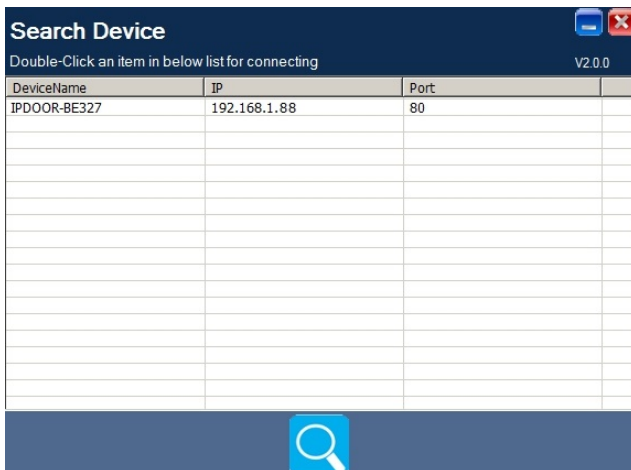 Search Device
Double-Click an item in below list for connecting V2.0.0
DeviceName IP Port
IPDOOR-BE327 192.168.1.88 80